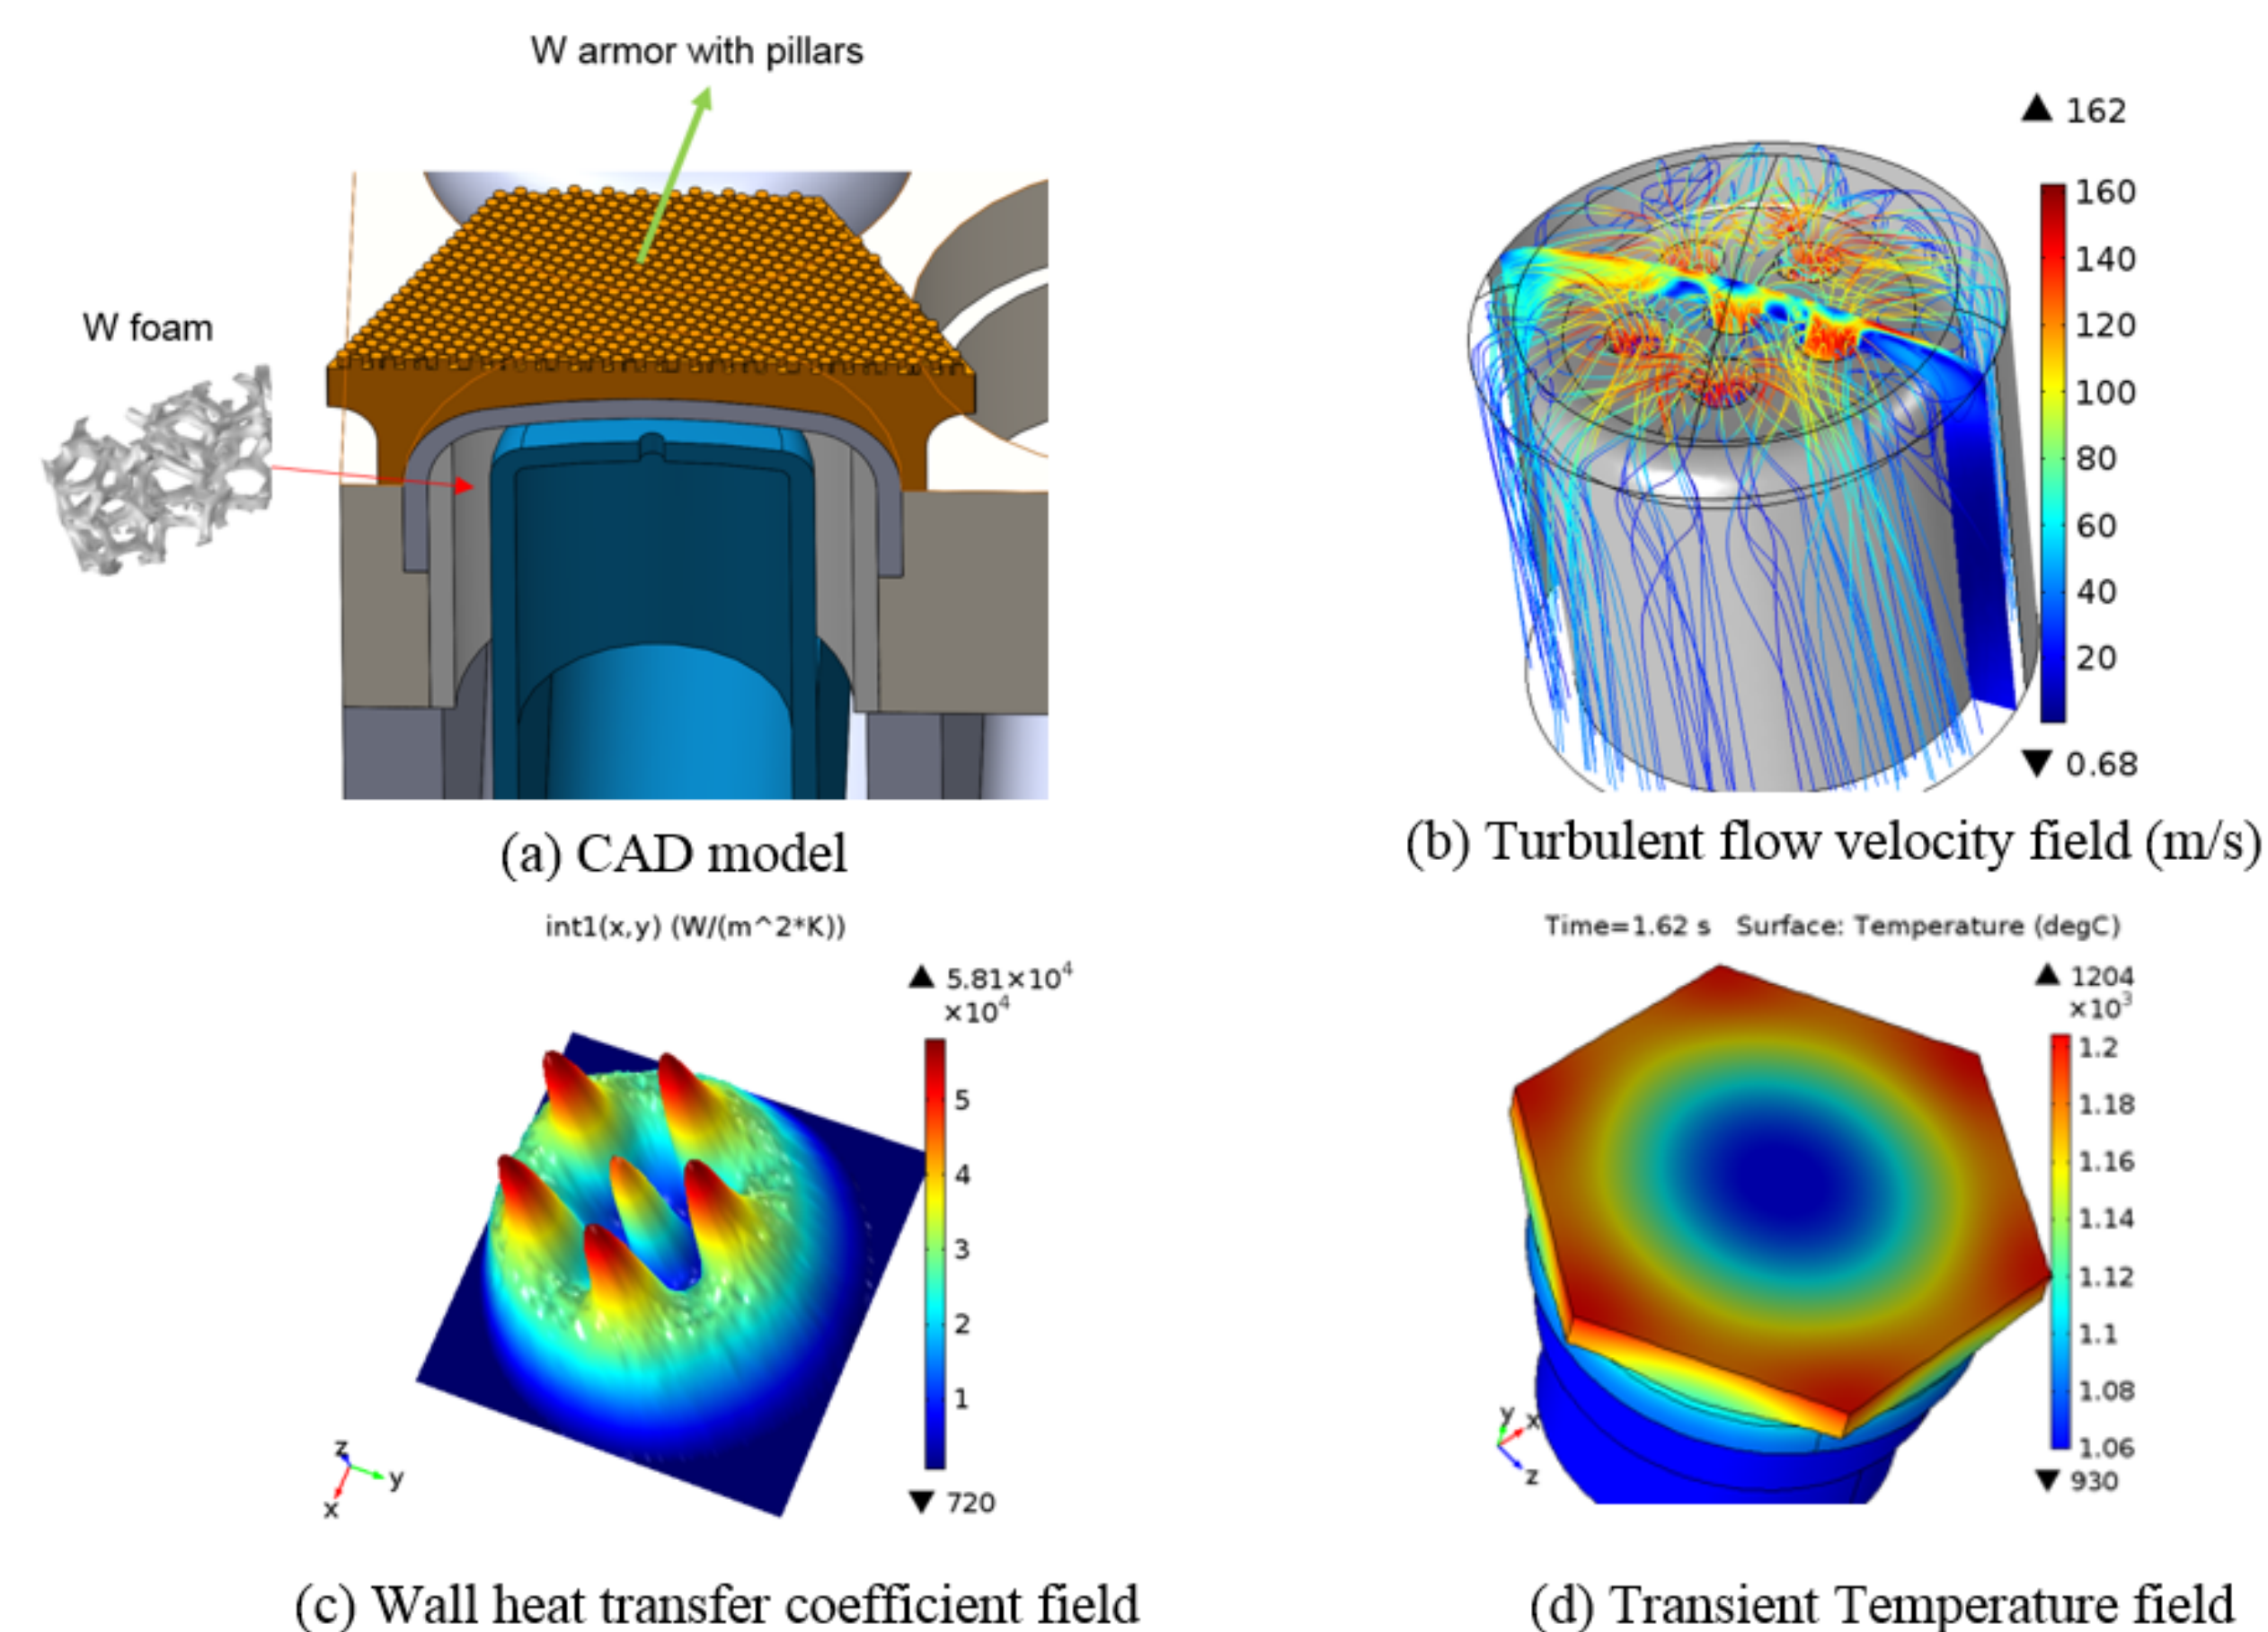 W armor with pillars
W foam
(a) CAD model
▲ 162
160
140
120
100
80
60
40
20
▼ 0.68
(b) Turbulent flow velocity field (m/s)
int1(x,y) (W/(m^2*K))
▲ 5.81×10⁴
×10⁴
5
4
3
2
1
▼ 720
z
y
x
(c) Wall heat transfer coefficient field
Time=1.62 s Surface: Temperature (degC)
▲ 1204
×10³
1.2
1.18
1.16
1.14
1.12
1.1
1.08
1.06
▼ 930
y
x
z
(d) Transient Temperature field